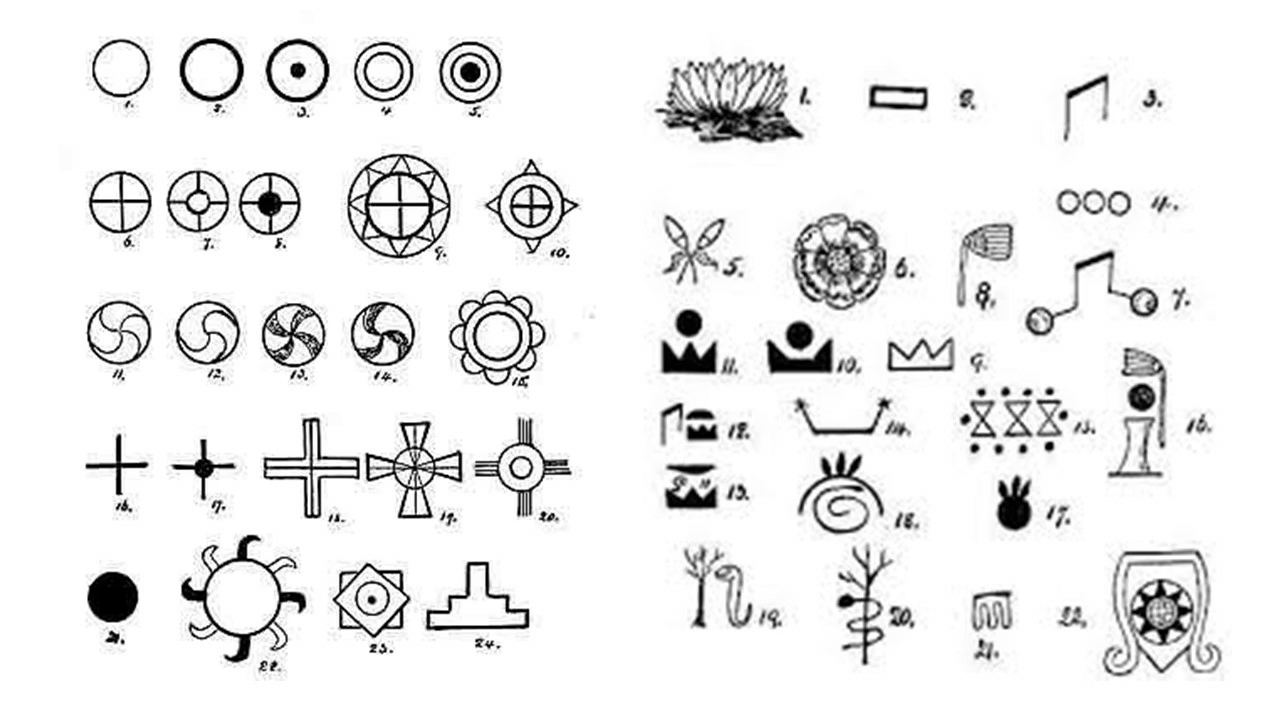 1. 2. 3. 4 5.
6. 7. 8. 9. 10.
11. 12. 13. 14. 15.
16. 17. 18. 19. 20.
21. 22. 23. 24.
1. 2. 3.
4.
5. 6. 8. 7.
11. 10. 9.
12. 14. 15. 16.
13. 18. 17.
19. 20. 21. 22.